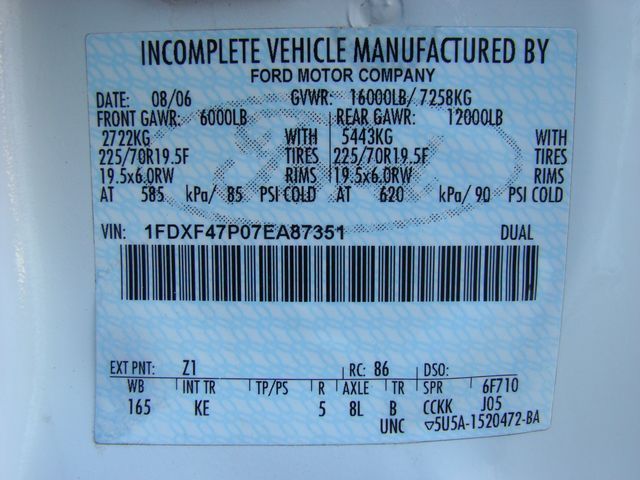 INCOMPLETE VEHICLE MANUFACTURED BY
FORD MOTOR COMPANY
DATE: 08/06 GVWR: 16000LB/ 7258KG
FRONT GAWR: 6000LB REAR GAWR: 12000LB
2722KG WITH 5443KG WITH
225/70R19.5F TIRES 225/70R19.5F TIRES
19.5x6.0RW RIMS 19.5x6.0RW RIMS
AT 585 kPa/ 85 PSI COLD AT 620 kPa/ 90 PSI COLD
VIN: 1FDXF47P07EA87351 DUAL
EXT PNT: Z1 RC: 86 DSO:
WB INT TR TP/PS R AXLE TR SPR 6F710
165 KE 5 8L B CCKK J05
UNC ▽5U5A-1520472-BA